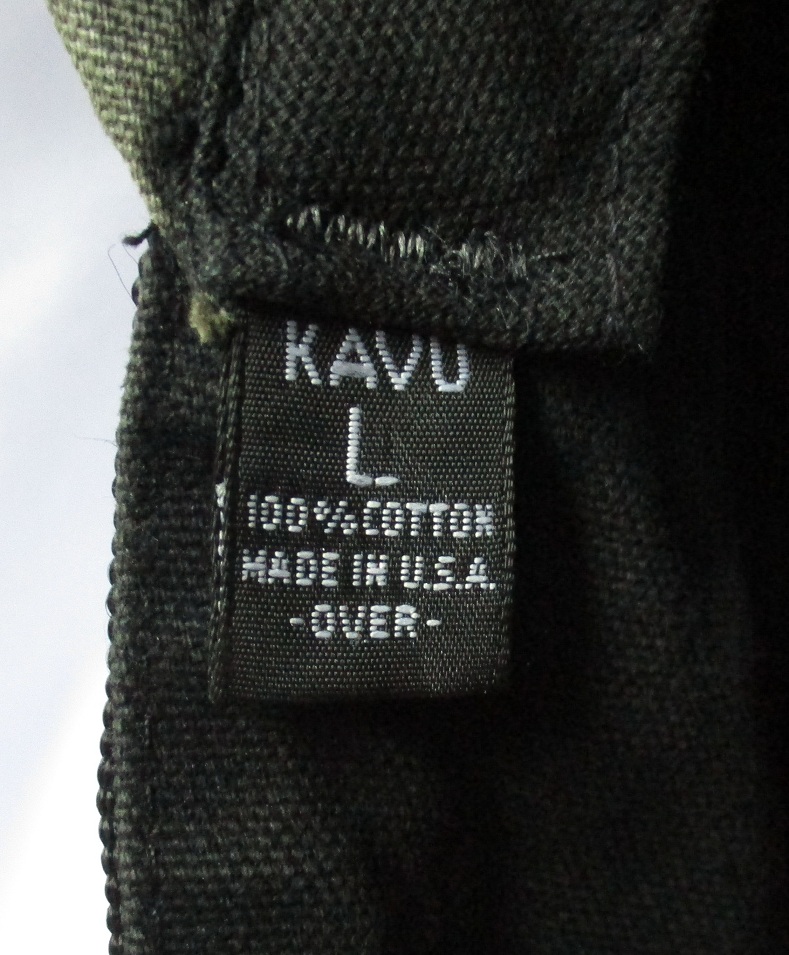 KAVU
L
100% COTTON
MADE IN U.S.A.
-OVER-